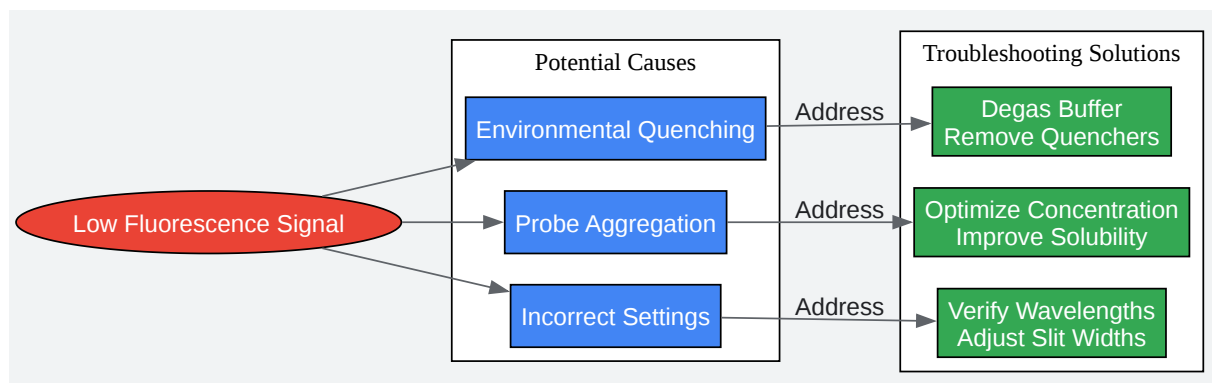 Potential Causes
Troubleshooting Solutions
Low Fluorescence Signal
Environmental Quenching
Address
Degas Buffer
Remove Quenchers
Probe Aggregation
Address
Optimize Concentration
Improve Solubility
Incorrect Settings
Address
Verify Wavelengths
Adjust Slit Widths